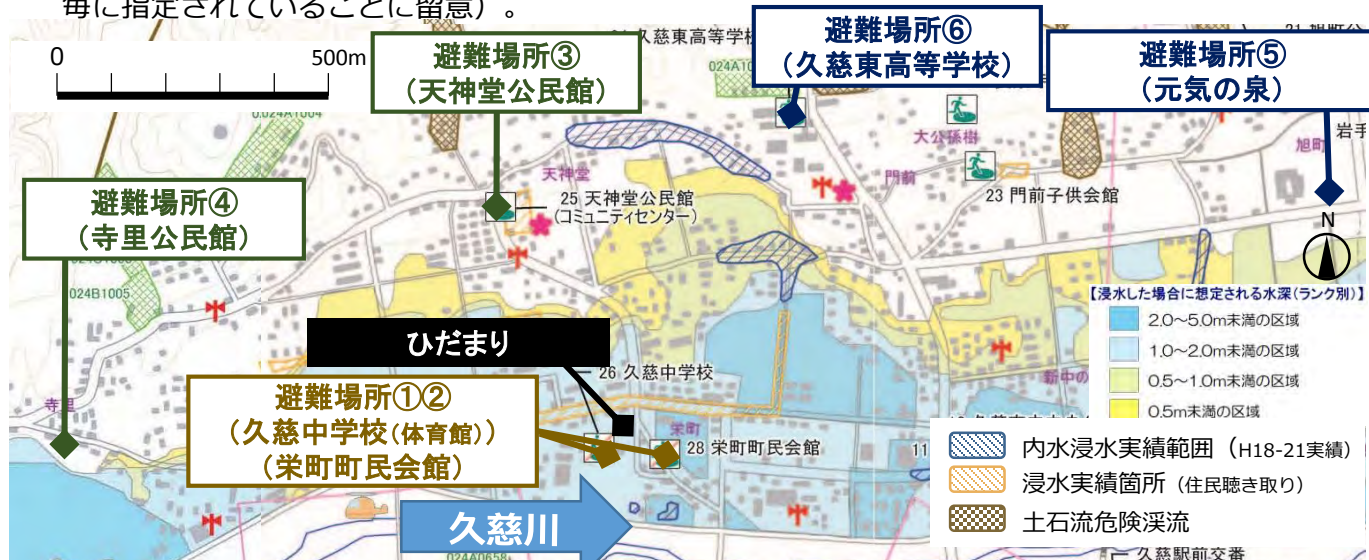 毎に指定されていることに留意）。
0
500m
避難場所③
（天神堂公民館）
久慈東高等学校
避難場所⑥
（久慈東高等学校）
避難場所⑤
（元気の泉）
大公孫樹
旭町
岩手
門前
23 門前子供会館
天神堂
25 天神堂公民館
（コミュニティセンター）
避難場所④
（寺里公民館）
024B1005
寺里
ひだまり
26 久慈中学校
避難場所①②
（久慈中学校（体育館））
（栄町町民会館）
栄町
28 栄町町民会館
新中の
11
N
【浸水した場合に想定される水深（ランク別）】
2.0～5.0m未満の区域
1.0～2.0m未満の区域
0.5～1.0m未満の区域
0.5m未満の区域
内水浸水実績範囲（H18-21実績）
浸水実績箇所（住民聴き取り）
土石流危険渓流
久慈川
024A0658
久慈駅前交番